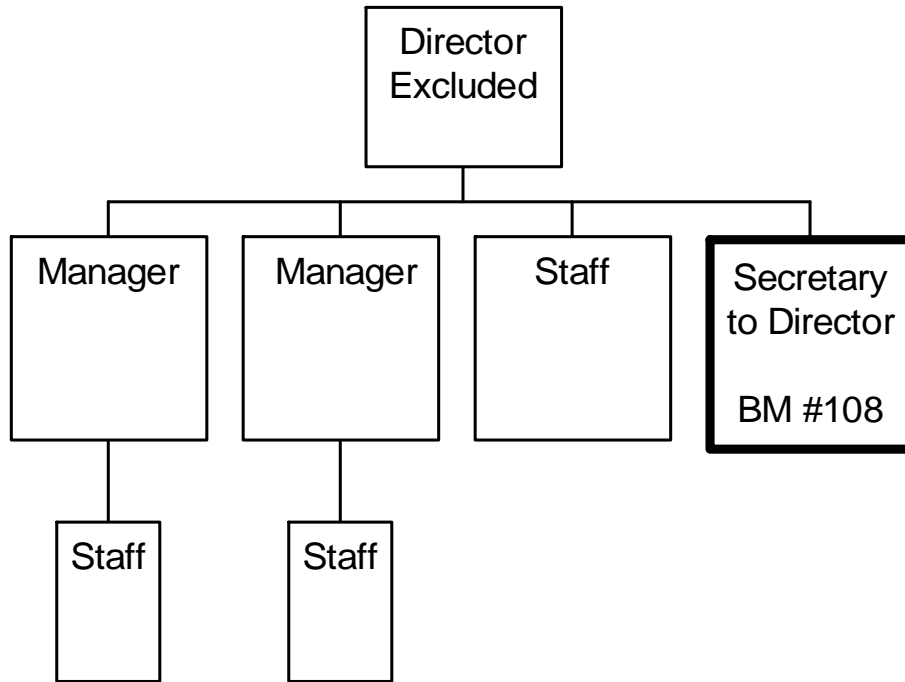 Director
Excluded
Manager
Manager
Staff
Secretary
to Director
BM #108
Staff
Staff